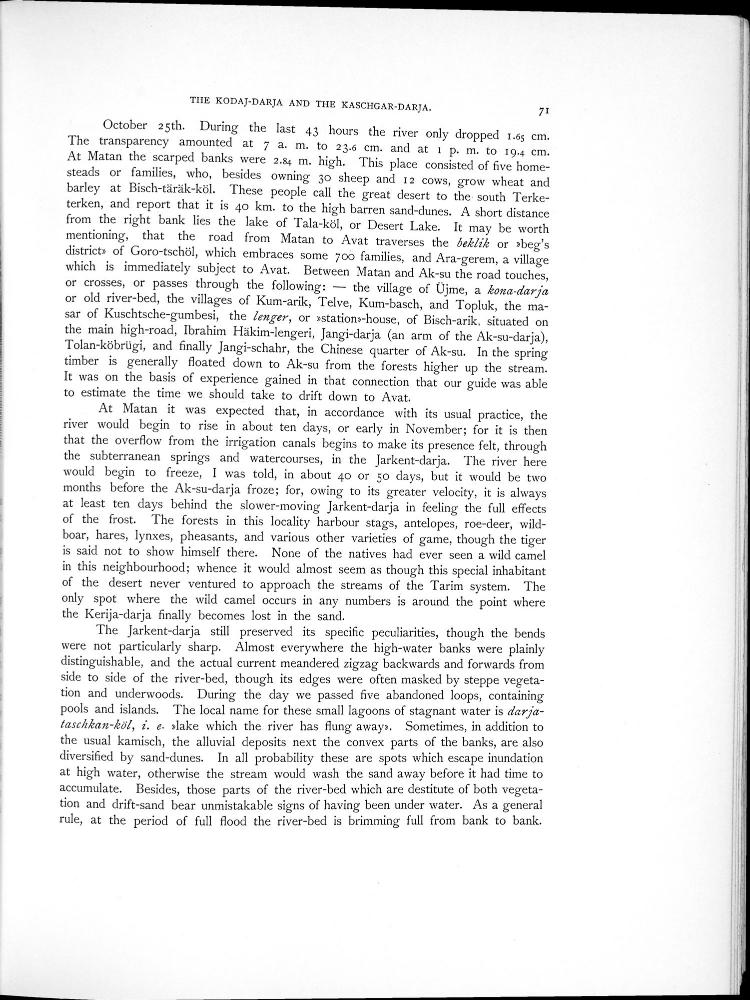 THE KODAJ-DARJA AND THE KASCHGAR-DARJA.
71
October 25th. During the last 43 hours the river only dropped 1.65 cm.
The transparency amounted at 7 a. m. to 23.6 cm. and at 1 p. m. to 19.4 cm.
At Matan the scarped banks were 2.84 m. high. This place consisted of five home-
steads or families, who, besides owning 30 sheep and 12 cows, grow wheat and
barley at Bisch-täräk-köl. These people call the great desert to the south Terke-
terken, and report that it is 40 km. to the high barren sand-dunes. A short distance
from the right bank lies the lake of Tala-köl, or Desert Lake. It may be worth
mentioning, that the road from Matan to Avat traverses the beklik or »beg's
district» of Goro-tschöl, which embraces some 700 families, and Ara-gerem, a village
which is immediately subject to Avat. Between Matan and Ak-su the road touches,
or crosses, or passes through the following: — the village of Üjme, a kona-darja
or old river-bed, the villages of Kum-arik, Telve, Kum-basch, and Topluk, the ma-
sar of Kuschtsche-gumbesi, the lenger, or »station»-house, of Bisch-arik, situated on
the main high-road, Ibrahim Häkim-lengeri, Jangi-darja (an arm of the Ak-su-darja),
Tolan-köbrügi, and finally Jangi-schahr, the Chinese quarter of Ak-su. In the spring
timber is generally floated down to Ak-su from the forests higher up the stream.
It was on the basis of experience gained in that connection that our guide was able
to estimate the time we should take to drift down to Avat.
At Matan it was expected that, in accordance with its usual practice, the
river would begin to rise in about ten days, or early in November; for it is then
that the overflow from the irrigation canals begins to make its presence felt, through
the subterranean springs and watercourses, in the Jarkent-darja. The river here
would begin to freeze, I was told, in about 40 or 50 days, but it would be two
months before the Ak-su-darja froze; for, owing to its greater velocity, it is always
at least ten days behind the slower-moving Jarkent-darja in feeling the full effects
of the frost. The forests in this locality harbour stags, antelopes, roe-deer, wild-
boar, hares, lynxes, pheasants, and various other varieties of game, though the tiger
is said not to show himself there. None of the natives had ever seen a wild camel
in this neighbourhood; whence it would almost seem as though this special inhabitant
of the desert never ventured to approach the streams of the Tarim system. The
only spot where the wild camel occurs in any numbers is around the point where
the Kerija-darja finally becomes lost in the sand.
The Jarkent-darja still preserved its specific peculiarities, though the bends
were not particularly sharp. Almost everywhere the high-water banks were plainly
distinguishable, and the actual current meandered zigzag backwards and forwards from
side to side of the river-bed, though its edges were often masked by steppe vegeta-
tion and underwoods. During the day we passed five abandoned loops, containing
pools and islands. The local name for these small lagoons of stagnant water is darja-
taschkan-köl, i. e. »lake which the river has flung away». Sometimes, in addition to
the usual kamisch, the alluvial deposits next the convex parts of the banks, are also
diversified by sand-dunes. In all probability these are spots which escape inundation
at high water, otherwise the stream would wash the sand away before it had time to
accumulate. Besides, those parts of the river-bed which are destitute of both vegeta-
tion and drift-sand bear unmistakable signs of having been under water. As a general
rule, at the period of full flood the river-bed is brimming full from bank to bank.